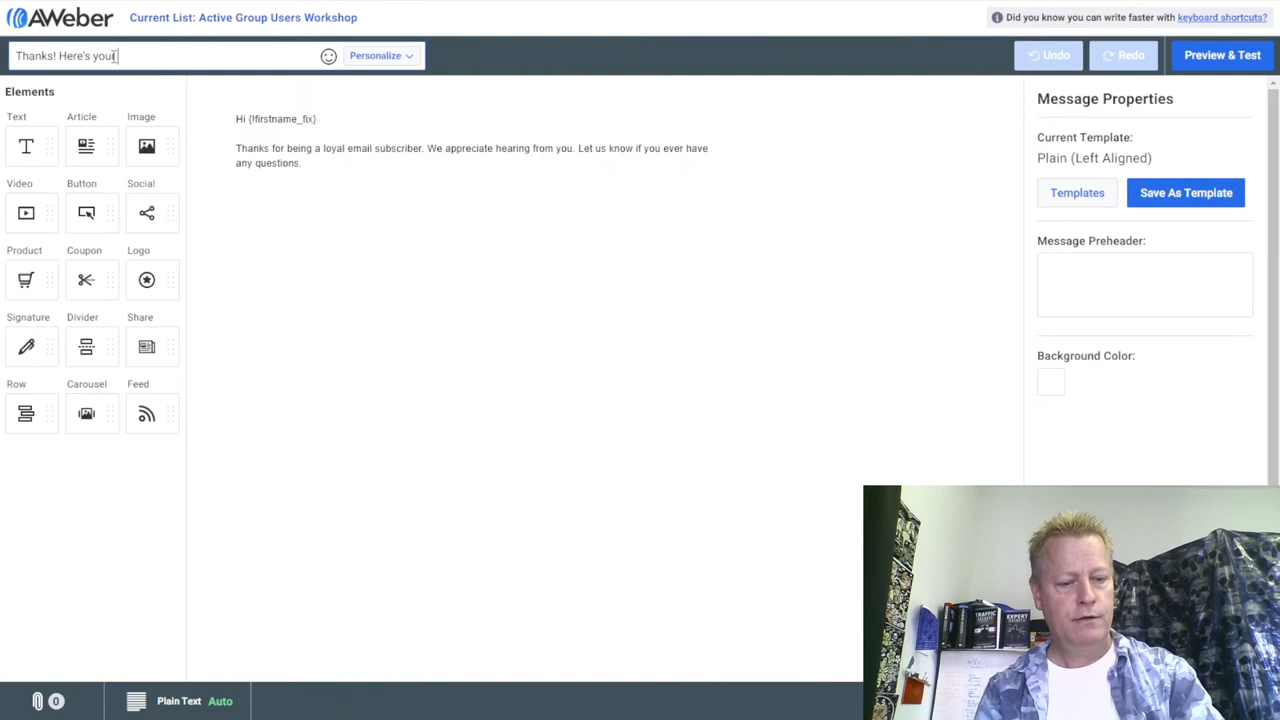 AWeber
Current List: Active Group Users Workshop
Did you know you can write faster with keyboard shortcuts?
Thanks! Here's your
Personalize
Undo
Redo
Preview & Test
Elements
Text
Article
Image
Video
Button
Social
Product
Coupon
Logo
Signature
Divider
Share
Row
Carousel
Feed
Hi {!firstname_fix}
Thanks for being a loyal email subscriber. We appreciate hearing from you. Let us know if you ever have
any questions.
Message Properties
Current Template:
Plain (Left Aligned)
Templates
Save As Template
Message Preheader:
Background Color:
TRAFFIC
SECRETS
EXPERT
SECRETS
0
Plain Text Auto